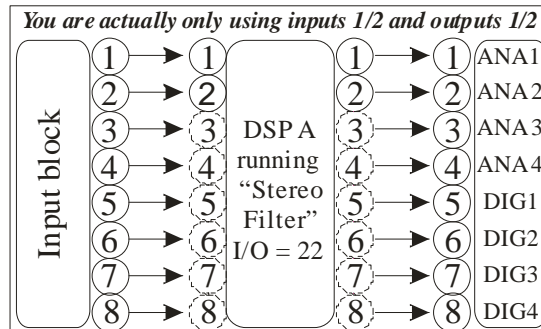 You are actually only using inputs 1/2 and outputs 1/2
Input block
1 1 1 1 ANA1
2 2 2 2 ANA2
3 3 3 3 ANA3
4 4 4 4 ANA4
5 5 5 5 DIG1
6 6 6 6 DIG2
7 7 7 7 DIG3
8 8 8 8 DIG4
DSP A
running
“Stereo
Filter”
I/O = 22